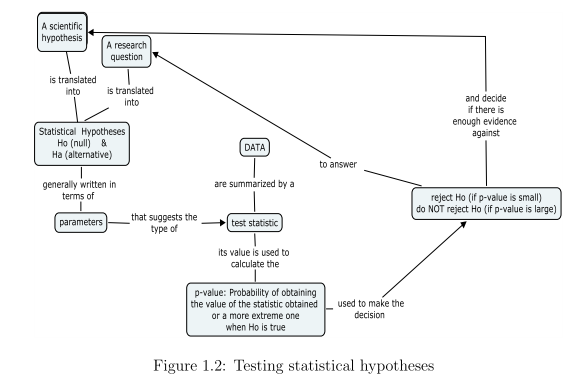 A scientific
hypothesis
A research
question
is translated
into
is translated
into
and decide
if there is
enough evidence
against
Statistical Hypotheses
Ho (null) &
Ha (alternative)
DATA
to answer
generally written in
terms of
are summarized by a
reject Ho (if p-value is small)
do NOT reject Ho (if p-value is large)
parameters
that suggests the
type of
test statistic
its value is used to
calculate the
p-value: Probability of obtaining
the value of the statistic obtained
or a more extreme one
when Ho is true
used to make the
decision
Figure 1.2: Testing statistical hypotheses